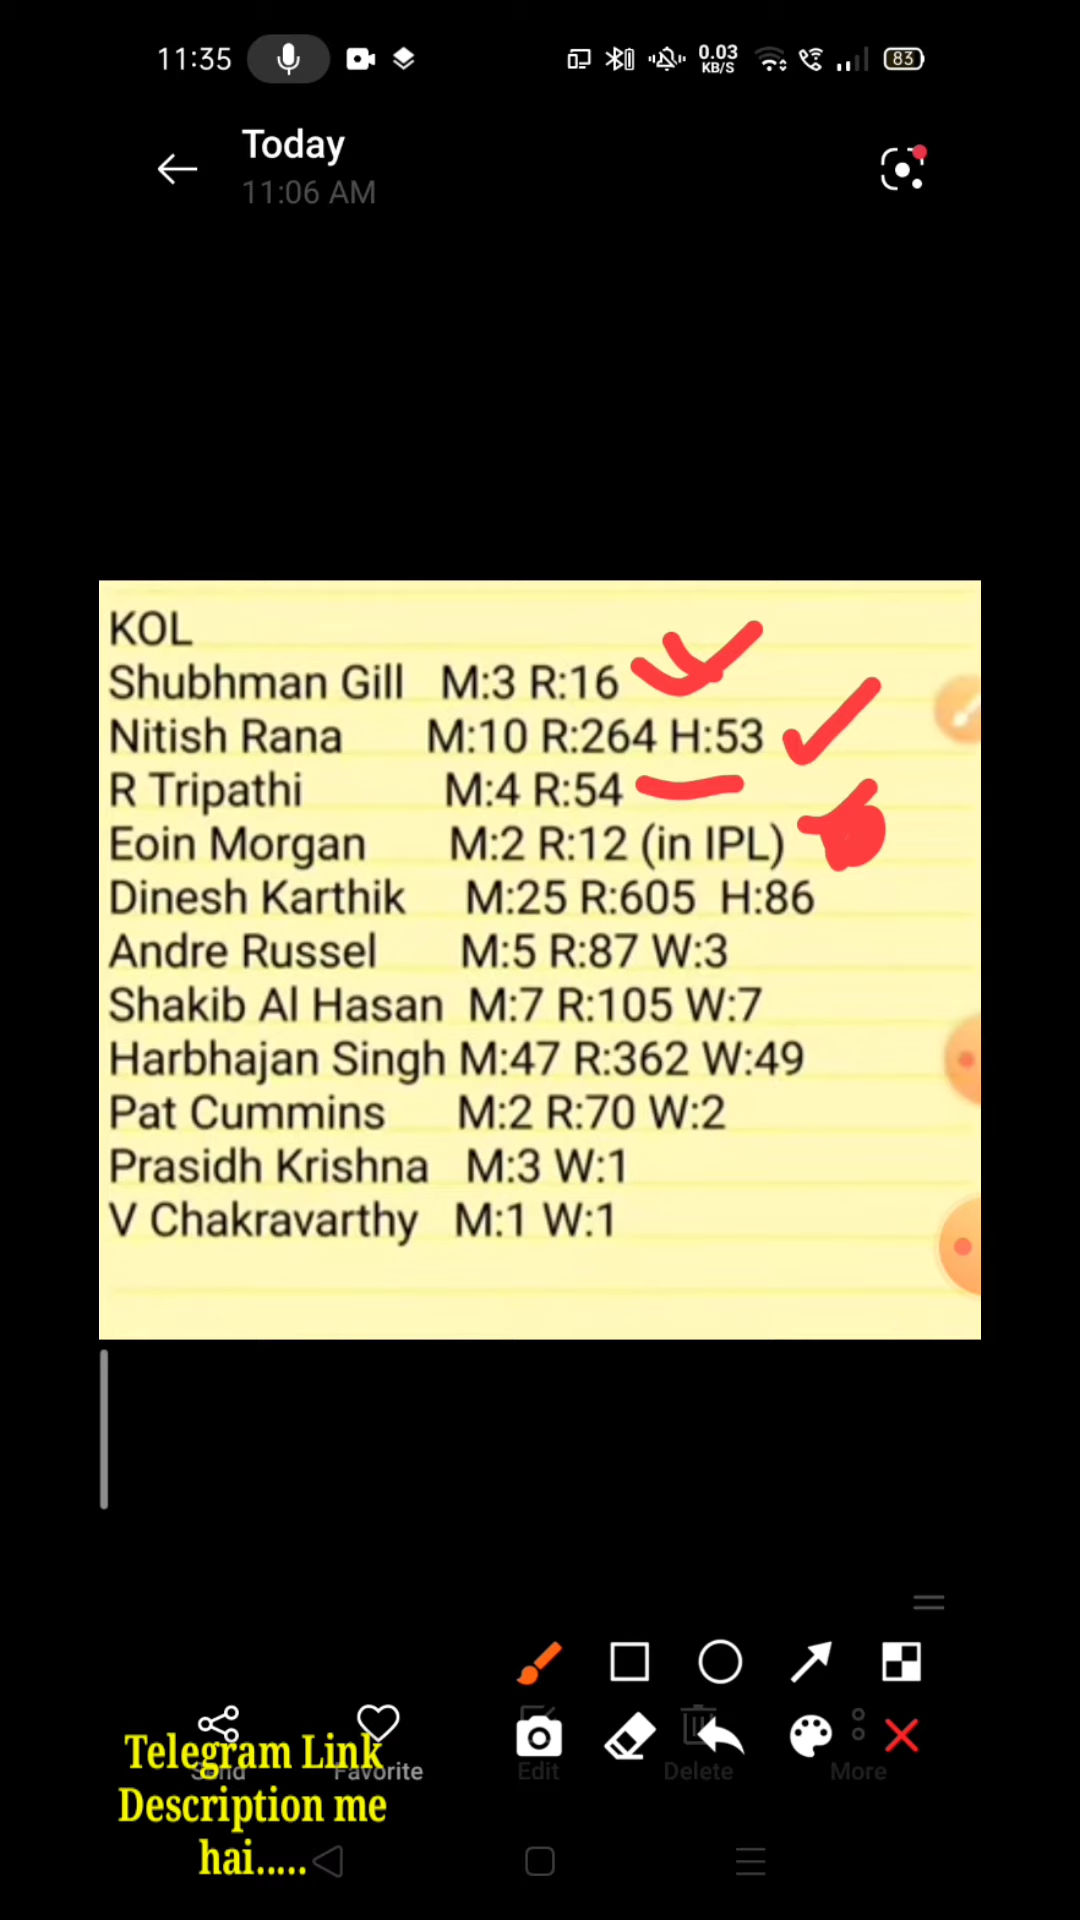 11:35
0.03
KB/S
83
Today
11:06 AM
KOL
Shubhman Gill M:3 R:16
Nitish Rana M:10 R:264 H:53
R Tripathi M:4 R:54
Eoin Morgan M:2 R:12 (in IPL)
Dinesh Karthik M:25 R:605 H:86
Andre Russel M:5 R:87 W:3
Shakib Al Hasan M:7 R:105 W:7
Harbhajan Singh M:47 R:362 W:49
Pat Cummins M:2 R:70 W:2
Prasidh Krishna M:3 W:1
V Chakravarthy M:1 W:1
Send Favorite Edit Delete More
Telegram Link
Description me
hai.....